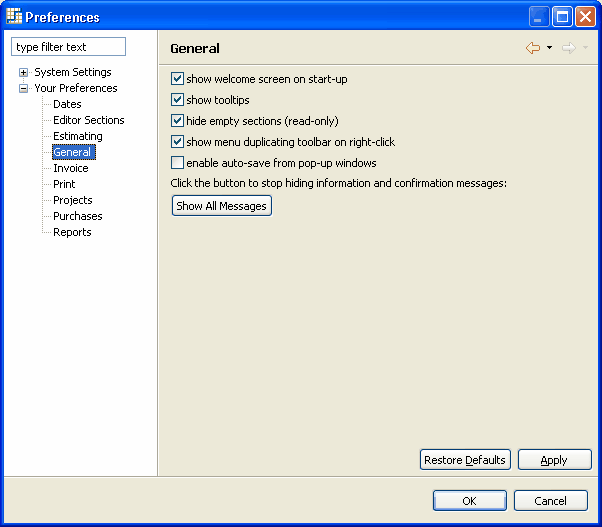 Preferences
type filter text
General
System Settings
Your Preferences
Dates
Editor Sections
Estimating
General
Invoice
Print
Projects
Purchases
Reports
show welcome screen on start-up
show tooltips
hide empty sections (read-only)
show menu duplicating toolbar on right-click
enable auto-save from pop-up windows
Click the button to stop hiding information and confirmation messages:
Show All Messages
Restore Defaults
Apply
OK
Cancel